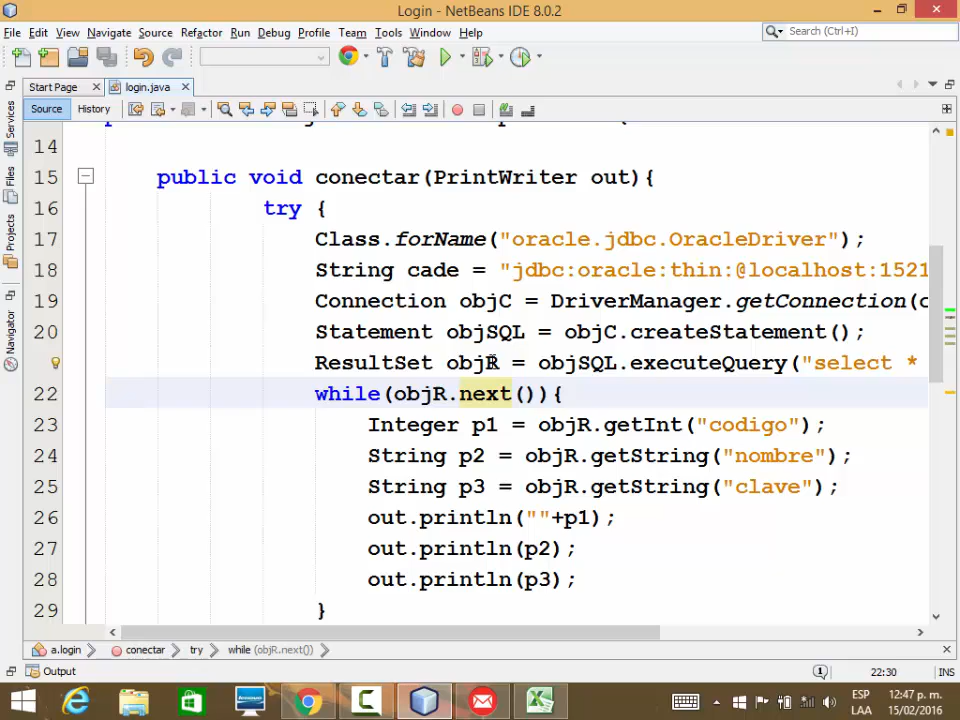 Login - NetBeans IDE 8.0.2
File Edit View Navigate Source Refactor Run Debug Profile Team Tools Window Help
Search (Ctrl+I)
Start Page
login.java
Source History
Services
Files
Projects
Navigator
14
15 public void conectar(PrintWriter out){
16 try {
17 Class.forName("oracle.jdbc.OracleDriver");
18 String cade = "jdbc:oracle:thin:@localhost:1521
19 Connection objC = DriverManager.getConnection(c
20 Statement objSQL = objC.createStatement();
ResultSet objR = objSQL.executeQuery("select *
22 while(objR.next()){
23 Integer p1 = objR.getInt("codigo");
24 String p2 = objR.getString("nombre");
25 String p3 = objR.getString("clave");
26 out.println(""+p1);
27 out.println(p2);
28 out.println(p3);
29 }
a.login conectar try while (objR.next())
Output
1
22:30 INS
ESP 12:47 p. m.
LAA 15/02/2016